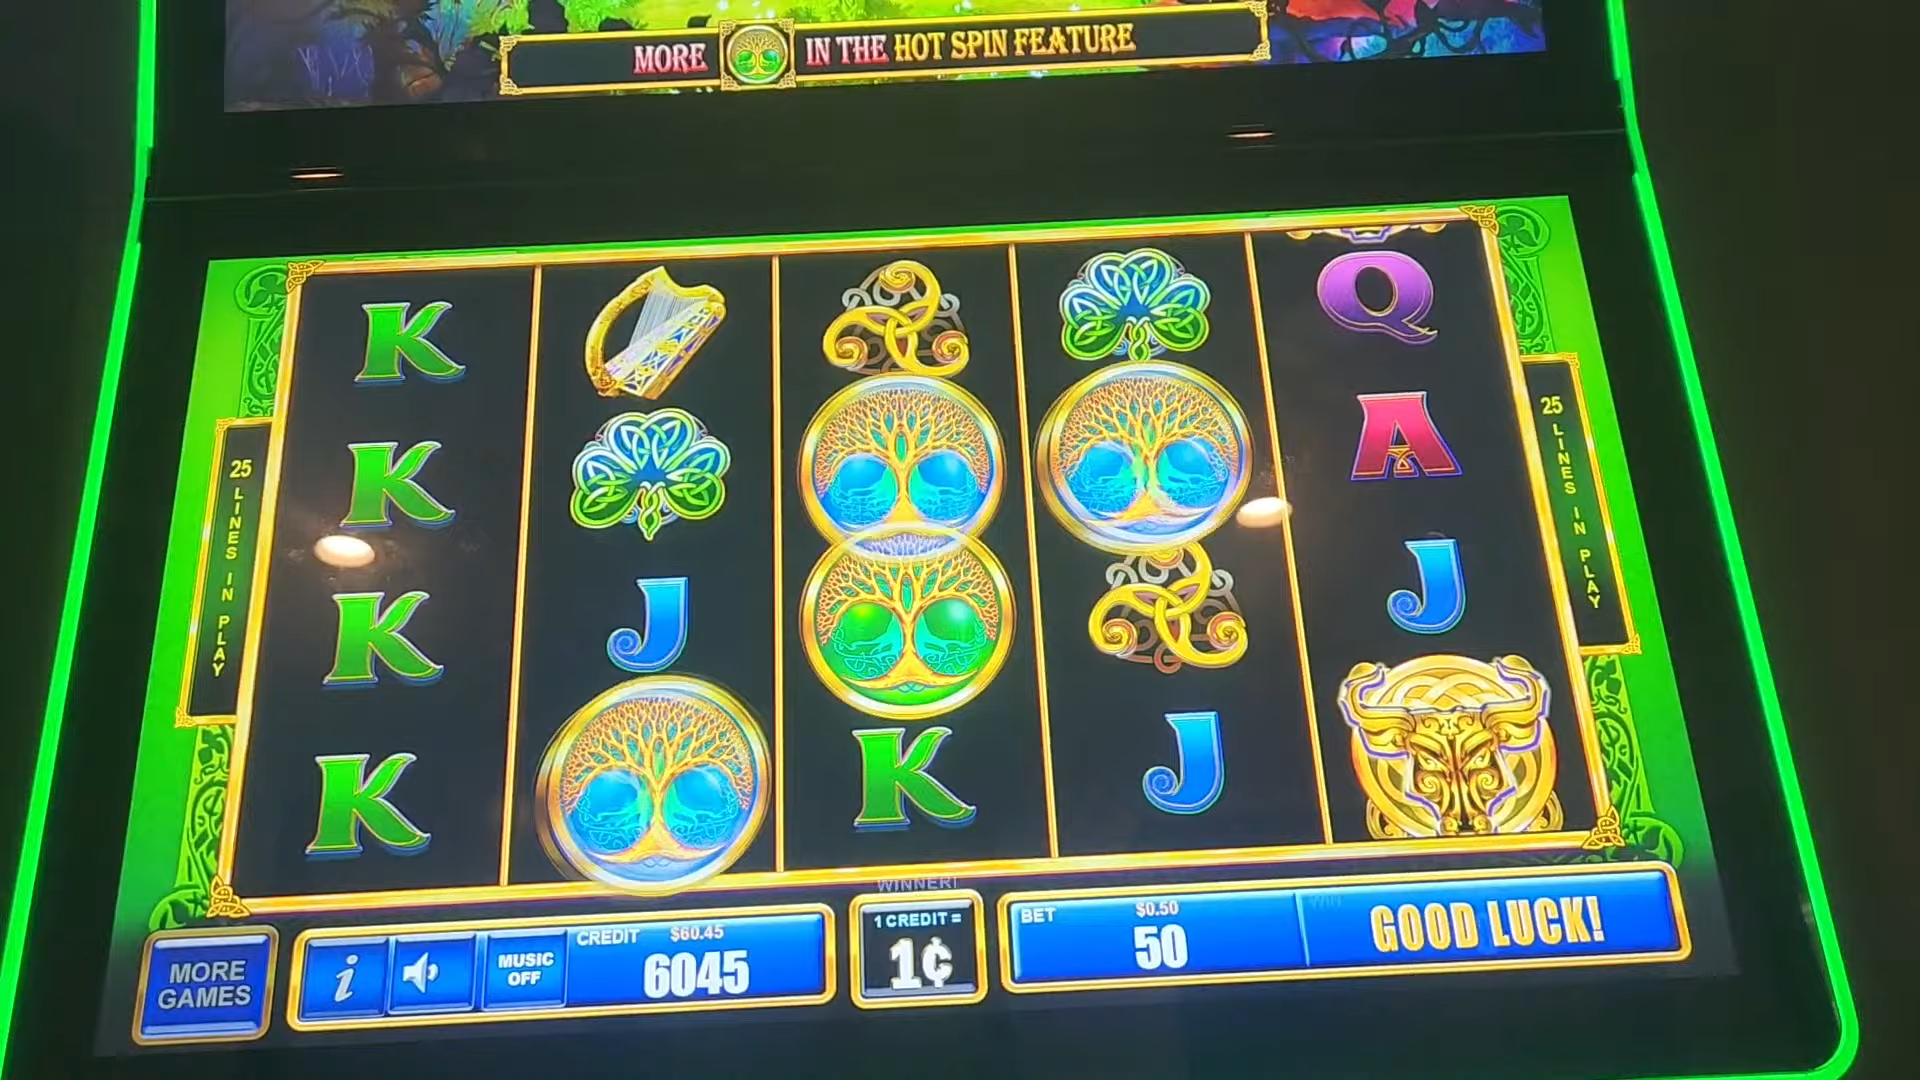 MORE IN THE HOT SPIN FEATURE
K
Q
K
A
K
J
J
K
K
J
25 LINES IN PLAY
25 LINES IN PLAY
WINNER!
MORE GAMES
i
MUSIC OFF
CREDIT $60.45
6045
1 CREDIT =
1¢
BET $0.50
50
WIN
GOOD LUCK!